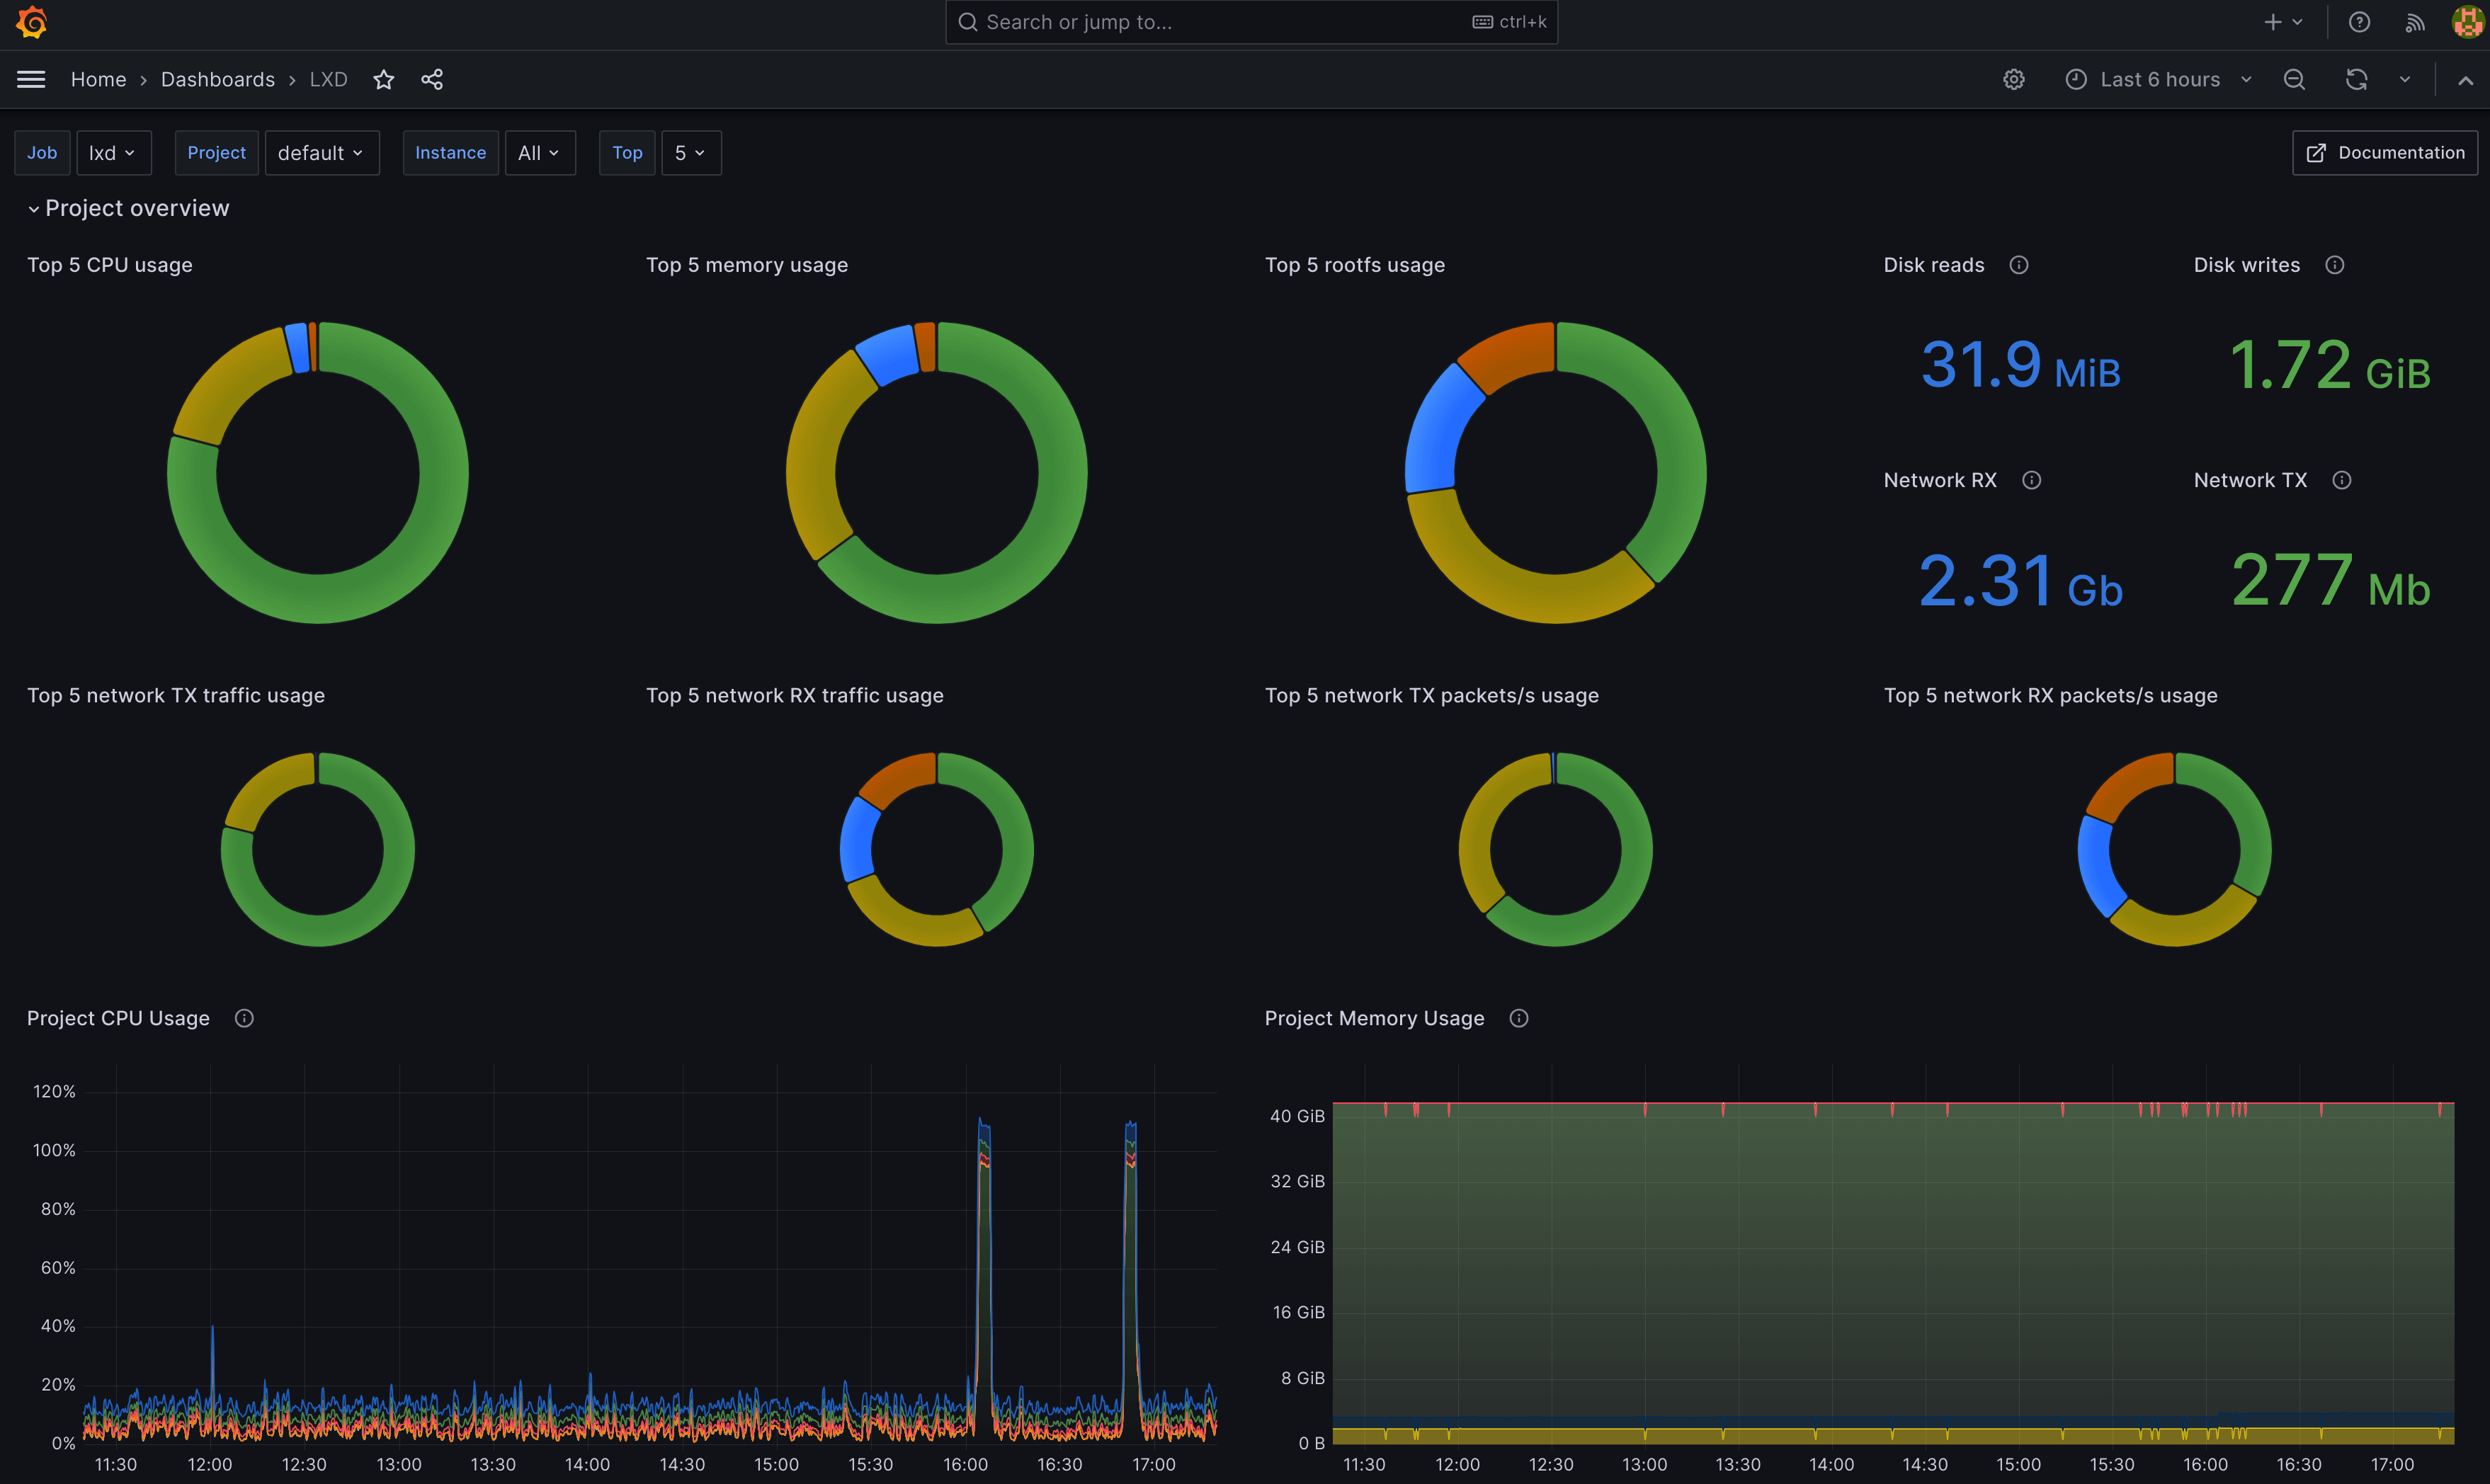 Search or jump to... ctrl+k
Home › Dashboards › LXD
Last 6 hours
Job lxd Project default Instance All Top 5 Documentation
Project overview
Top 5 CPU usage
Top 5 memory usage
Top 5 rootfs usage
Disk reads
31.9 MiB
Disk writes
1.72 GiB
Network RX
2.31 Gb
Network TX
277 Mb
Top 5 network TX traffic usage
Top 5 network RX traffic usage
Top 5 network TX packets/s usage
Top 5 network RX packets/s usage
Project CPU Usage
120%
100%
80%
60%
40%
20%
0%
11:30 12:00 12:30 13:00 13:30 14:00 14:30 15:00 15:30 16:00 16:30 17:00
Project Memory Usage
40 GiB
32 GiB
24 GiB
16 GiB
8 GiB
0 B
11:30 12:00 12:30 13:00 13:30 14:00 14:30 15:00 15:30 16:00 16:30 17:00